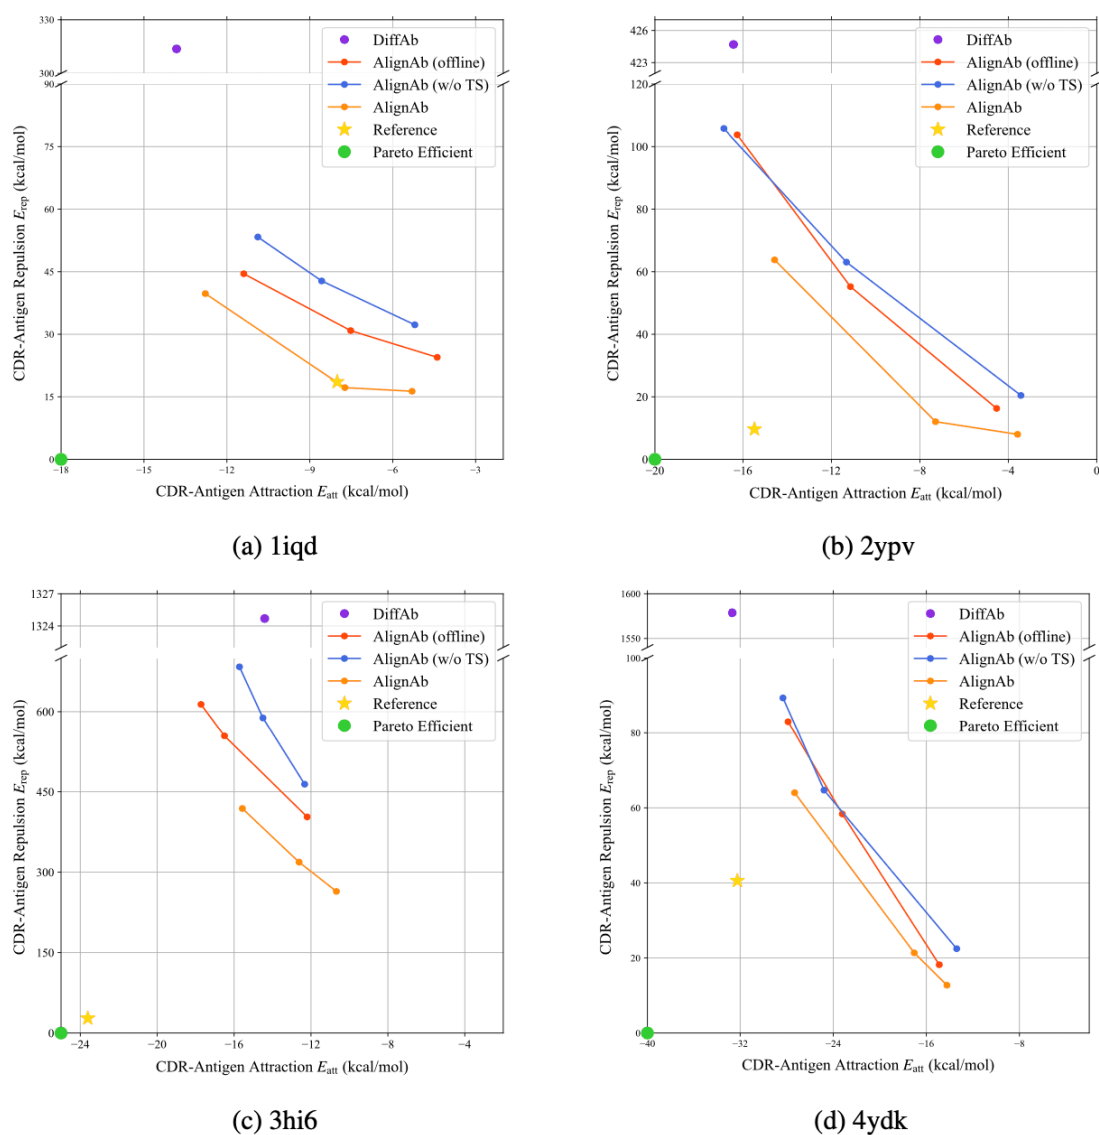 330
300
90
75
60
45
30
15
0
CDR-Antigen Repulsion E_rep (kcal/mol)
DiffAb
AlignAb (offline)
AlignAb (w/o TS)
AlignAb
Reference
Pareto Efficient
−18 −15 −12 −9 −6 −3
CDR-Antigen Attraction E_att (kcal/mol)
(a) 1iqd
426
423
120
100
80
60
40
20
0
CDR-Antigen Repulsion E_rep (kcal/mol)
DiffAb
AlignAb (offline)
AlignAb (w/o TS)
AlignAb
Reference
Pareto Efficient
−20 −16 −12 −8 −4 0
CDR-Antigen Attraction E_att (kcal/mol)
(b) 2ypv
1327
1324
600
450
300
150
0
CDR-Antigen Repulsion E_rep (kcal/mol)
DiffAb
AlignAb (offline)
AlignAb (w/o TS)
AlignAb
Reference
Pareto Efficient
−24 −20 −16 −12 −8 −4
CDR-Antigen Attraction E_att (kcal/mol)
(c) 3hi6
1600
1550
100
80
60
40
20
0
CDR-Antigen Repulsion E_rep (kcal/mol)
DiffAb
AlignAb (offline)
AlignAb (w/o TS)
AlignAb
Reference
Pareto Efficient
−40 −32 −24 −16 −8
CDR-Antigen Attraction E_att (kcal/mol)
(d) 4ydk